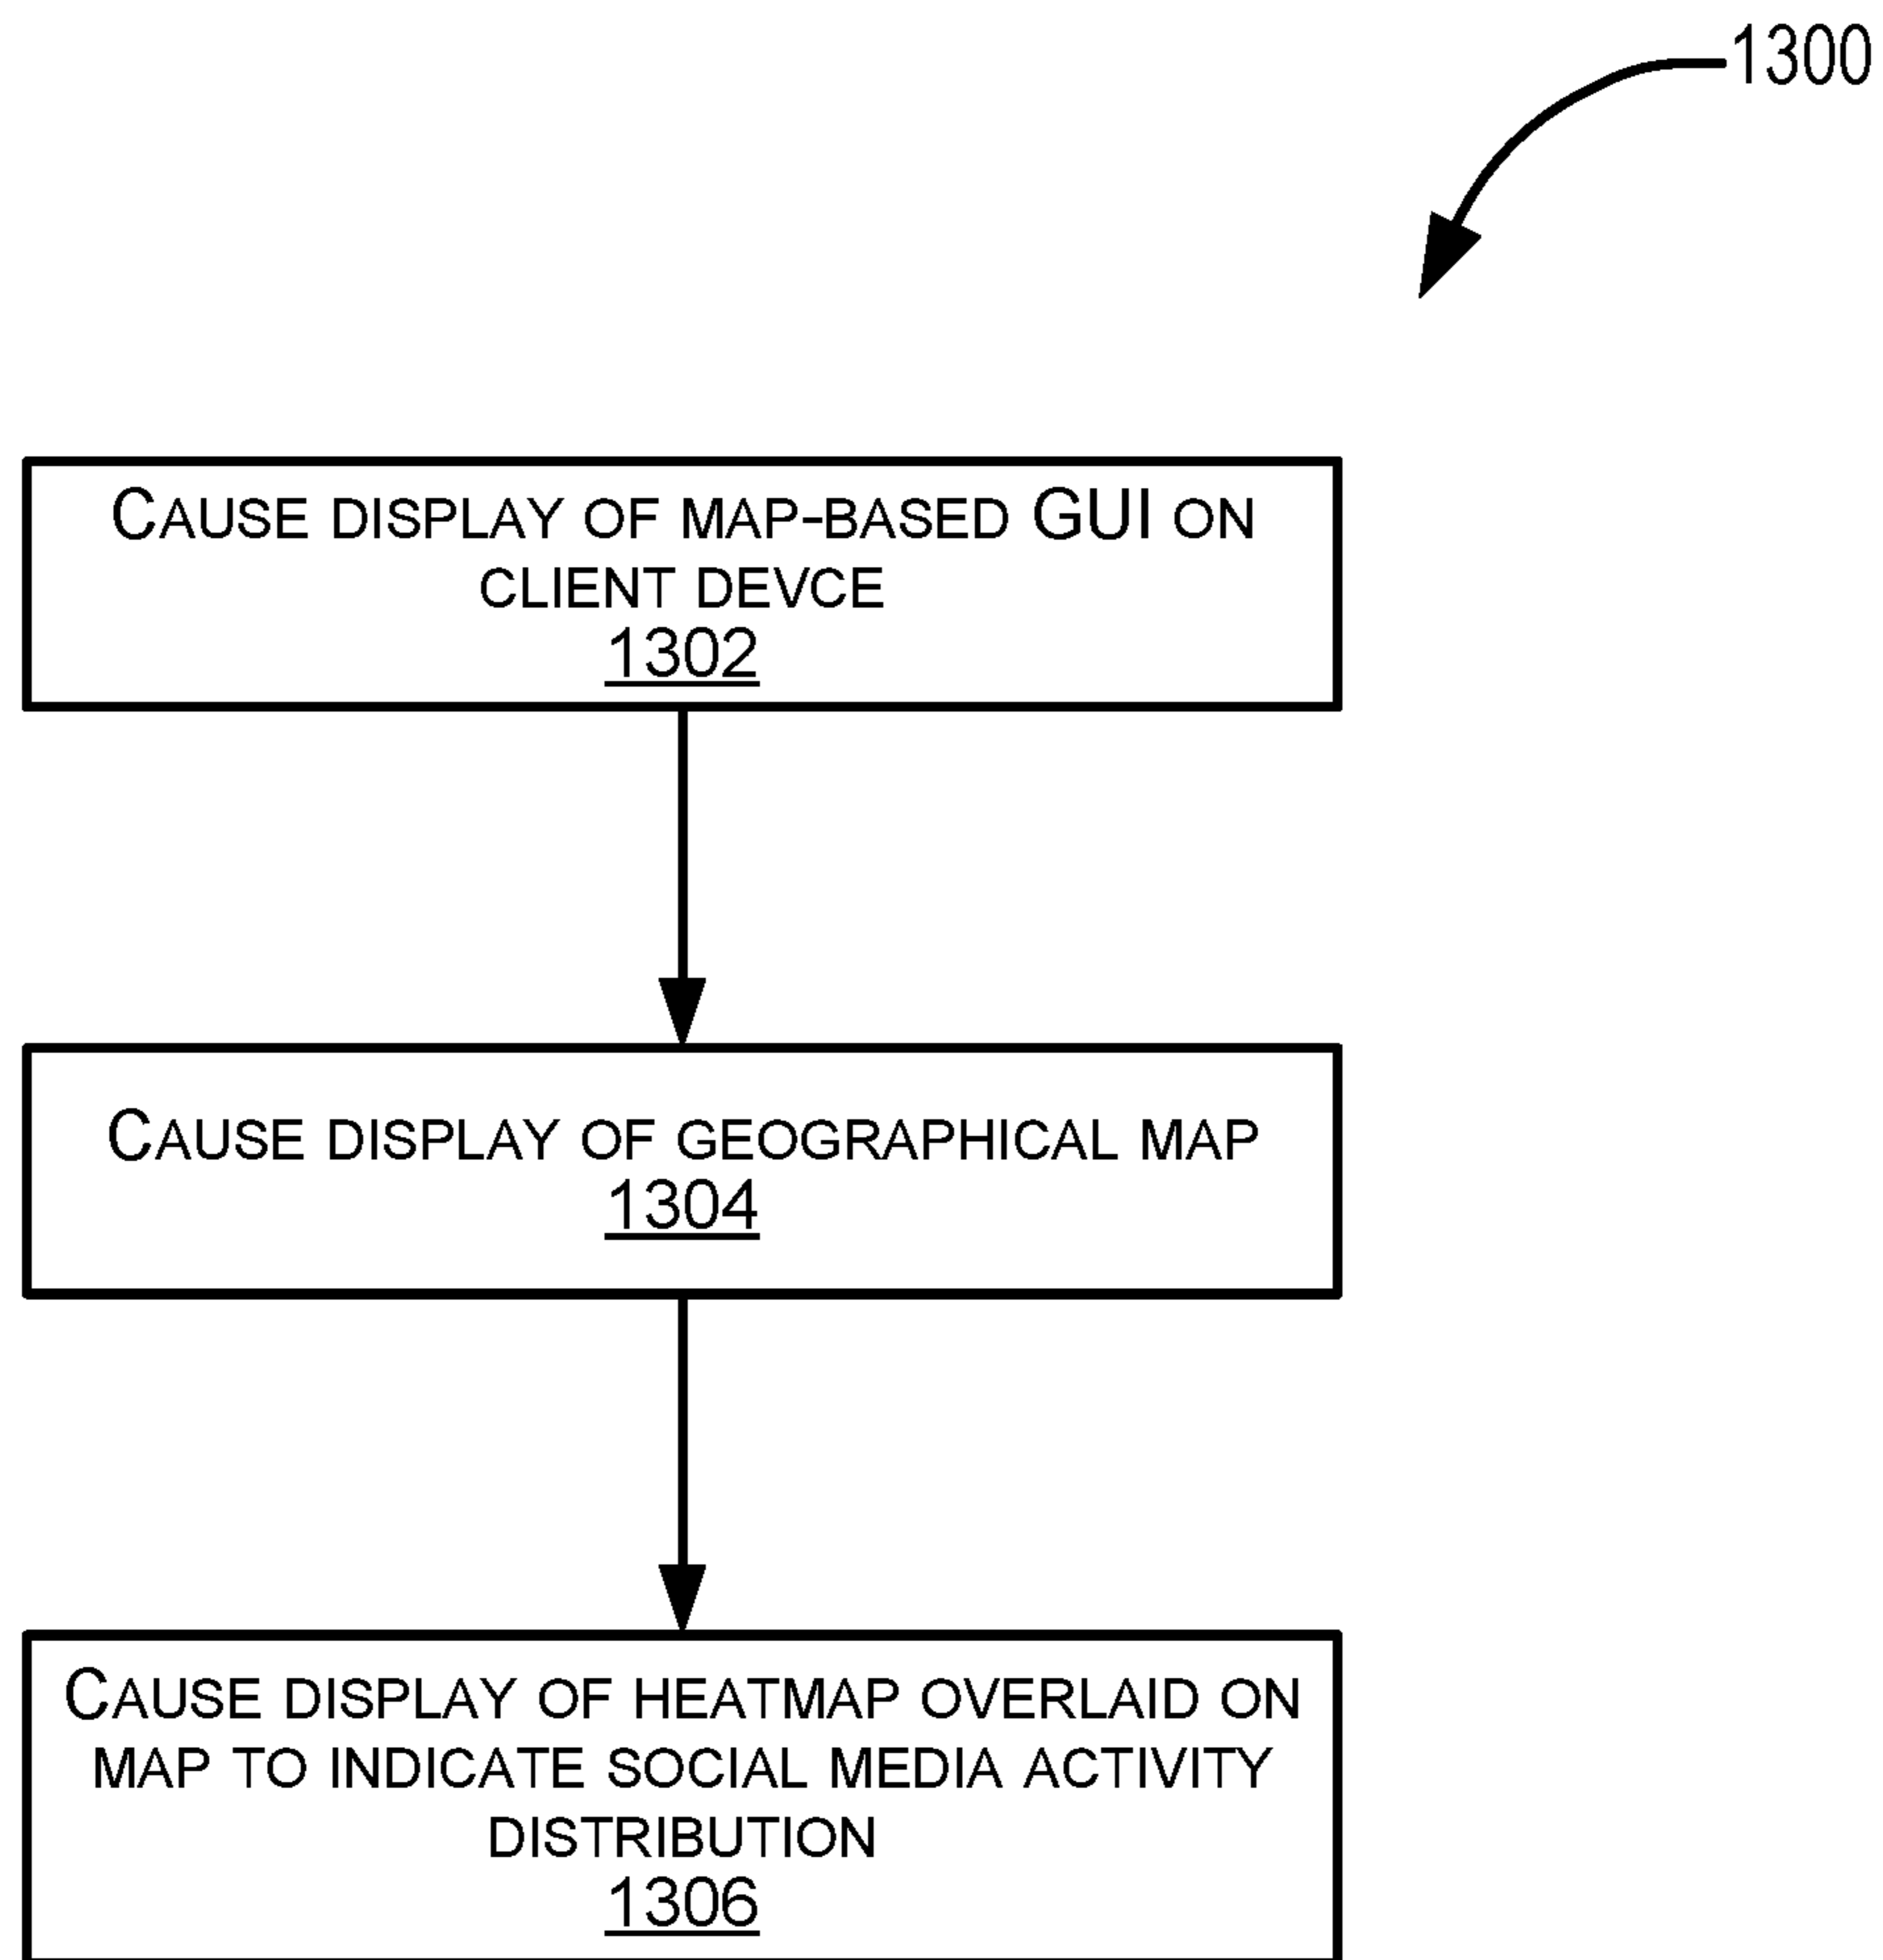 1300
Cause display of map-based GUI on
client devce
1302
Cause display of geographical map
1304
Cause display of heatmap overlaid on
map to indicate social media activity
distribution
1306